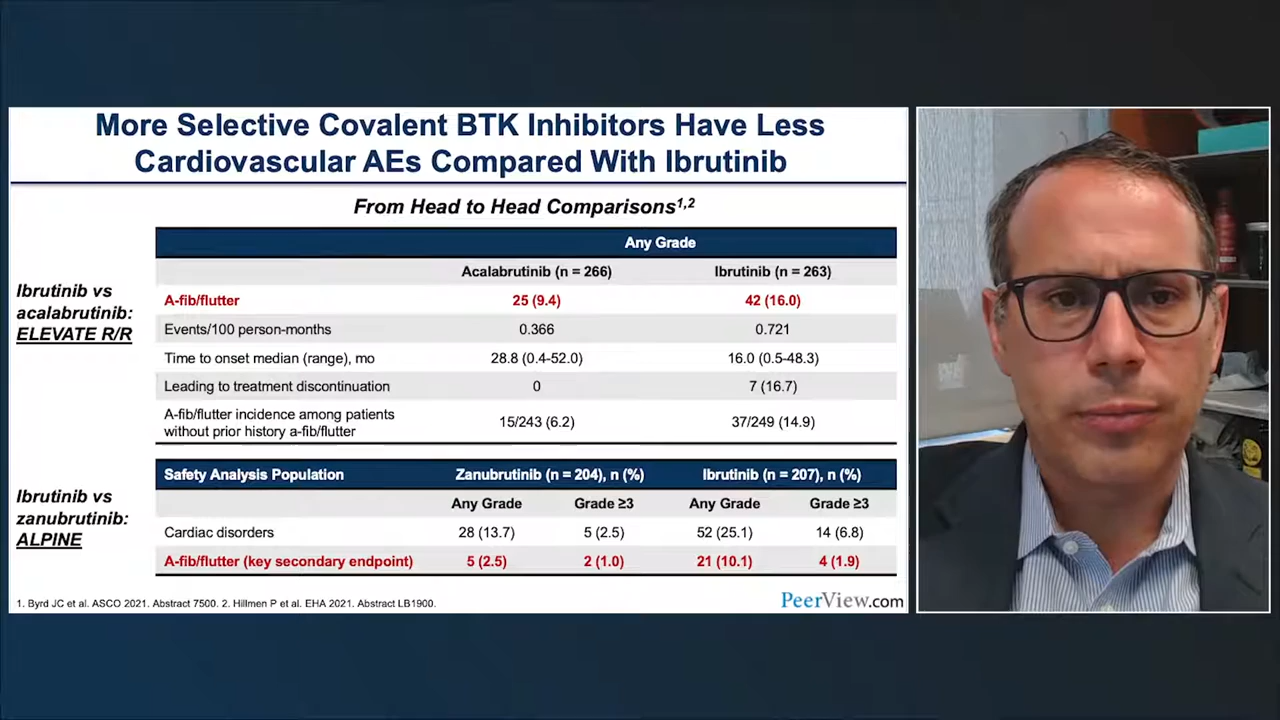 More Selective Covalent BTK Inhibitors Have Less
Cardiovascular AEs Compared With Ibrutinib
From Head to Head Comparisons1,2
Ibrutinib vs
acalabrutinib:
ELEVATE R/R
Any Grade
Acalabrutinib (n = 266) Ibrutinib (n = 263)
A-fib/flutter 25 (9.4) 42 (16.0)
Events/100 person-months 0.366 0.721
Time to onset median (range), mo 28.8 (0.4-52.0) 16.0 (0.5-48.3)
Leading to treatment discontinuation 0 7 (16.7)
A-fib/flutter incidence among patients
without prior history a-fib/flutter 15/243 (6.2) 37/249 (14.9)
Ibrutinib vs
zanubrutinib:
ALPINE
Safety Analysis Population Zanubrutinib (n = 204), n (%) Ibrutinib (n = 207), n (%)
Any Grade Grade ≥3 Any Grade Grade ≥3
Cardiac disorders 28 (13.7) 5 (2.5) 52 (25.1) 14 (6.8)
A-fib/flutter (key secondary endpoint) 5 (2.5) 2 (1.0) 21 (10.1) 4 (1.9)
1. Byrd JC et al. ASCO 2021. Abstract 7500. 2. Hillmen P et al. EHA 2021. Abstract LB1900.
PeerView.com